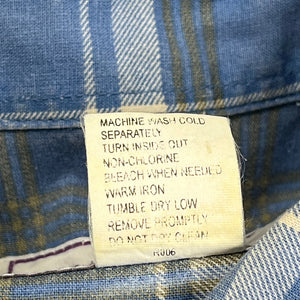 MACHINE WASH COLD
SEPARATELY
TURN INSIDE OUT
NON-CHLORINE
BLEACH WHEN NEEDED
WARM IRON
TUMBLE DRY LOW
REMOVE PROMPTLY
DO NOT DRY CLEAN
R006